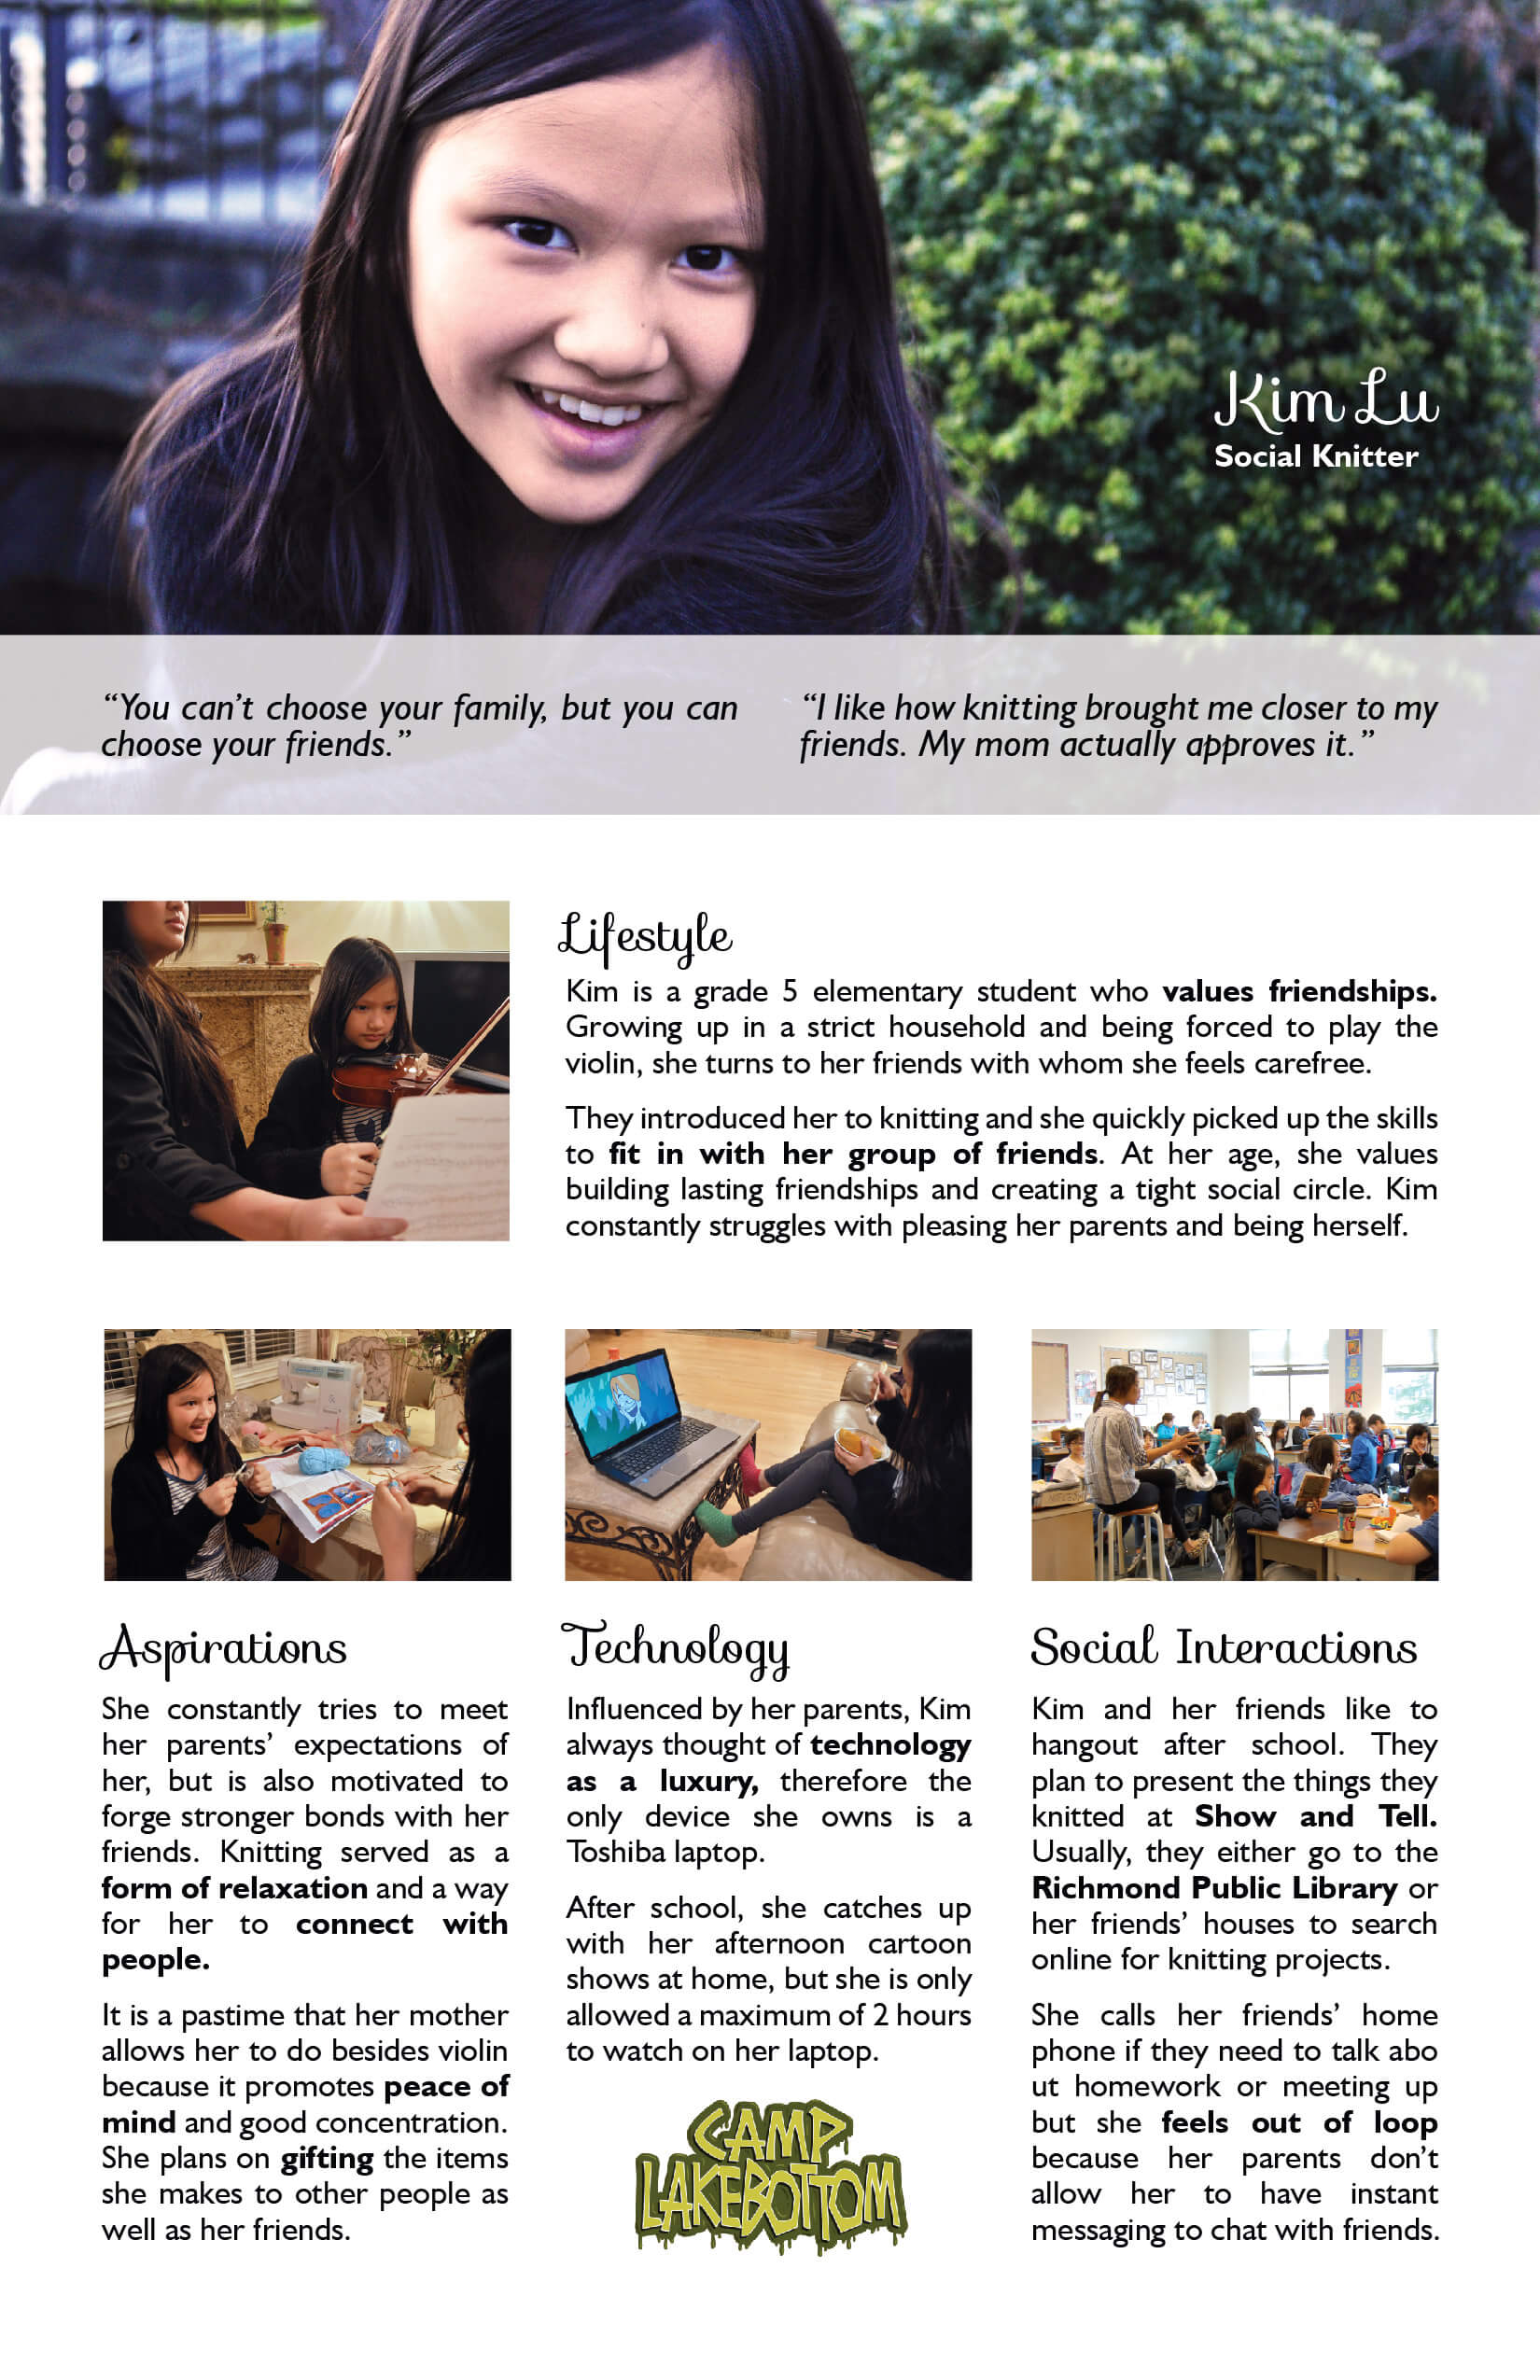 Kim Lu
Social Knitter
“You can’t choose your family, but you can
choose your friends.”
“I like how knitting brought me closer to my
friends. My mom actually approves it.”
Lifestyle
Kim is a grade 5 elementary student who values friendships.
Growing up in a strict household and being forced to play the
violin, she turns to her friends with whom she feels carefree.
They introduced her to knitting and she quickly picked up the skills
to fit in with her group of friends. At her age, she values
building lasting friendships and creating a tight social circle. Kim
constantly struggles with pleasing her parents and being herself.
Aspirations
She constantly tries to meet
her parents’ expectations of
her, but is also motivated to
forge stronger bonds with her
friends. Knitting served as a
form of relaxation and a way
for her to connect with
people.
It is a pastime that her mother
allows her to do besides violin
because it promotes peace of
mind and good concentration.
She plans on gifting the items
she makes to other people as
well as her friends.
Technology
Influenced by her parents, Kim
always thought of technology
as a luxury, therefore the
only device she owns is a
Toshiba laptop.
After school, she catches up
with her afternoon cartoon
shows at home, but she is only
allowed a maximum of 2 hours
to watch on her laptop.
CAMP
LAKEBOTTOM
Social Interactions
Kim and her friends like to
hangout after school. They
plan to present the things they
knitted at Show and Tell.
Usually, they either go to the
Richmond Public Library or
her friends’ houses to search
online for knitting projects.
She calls her friends’ home
phone if they need to talk abo
ut homework or meeting up
but she feels out of loop
because her parents don’t
allow her to have instant
messaging to chat with friends.